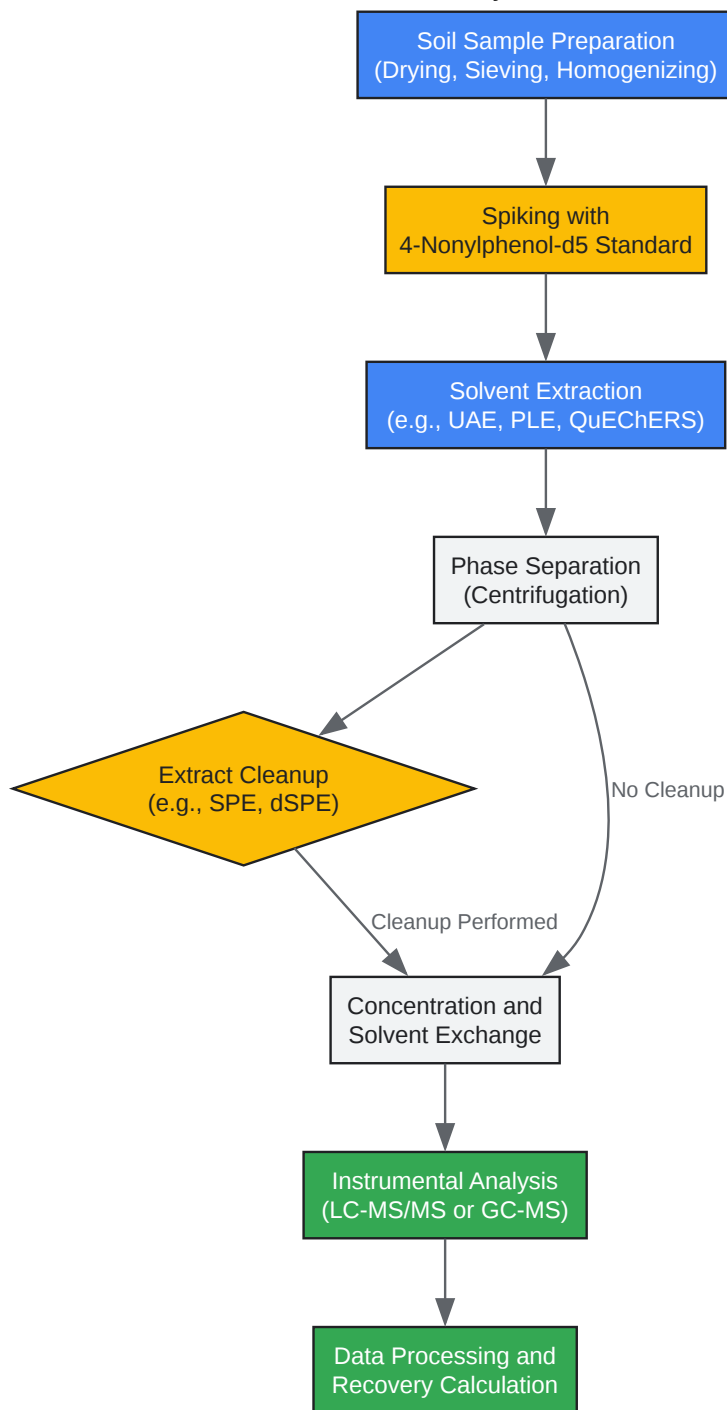 Soil Sample Preparation
(Drying, Sieving, Homogenizing)
Spiking with
4-Nonylphenol-d5 Standard
Solvent Extraction
(e.g., UAE, PLE, QuEChERS)
Phase Separation
(Centrifugation)
Extract Cleanup
(e.g., SPE, dSPE)
No Cleanup
Cleanup Performed
Concentration and
Solvent Exchange
Instrumental Analysis
(LC-MS/MS or GC-MS)
Data Processing and
Recovery Calculation